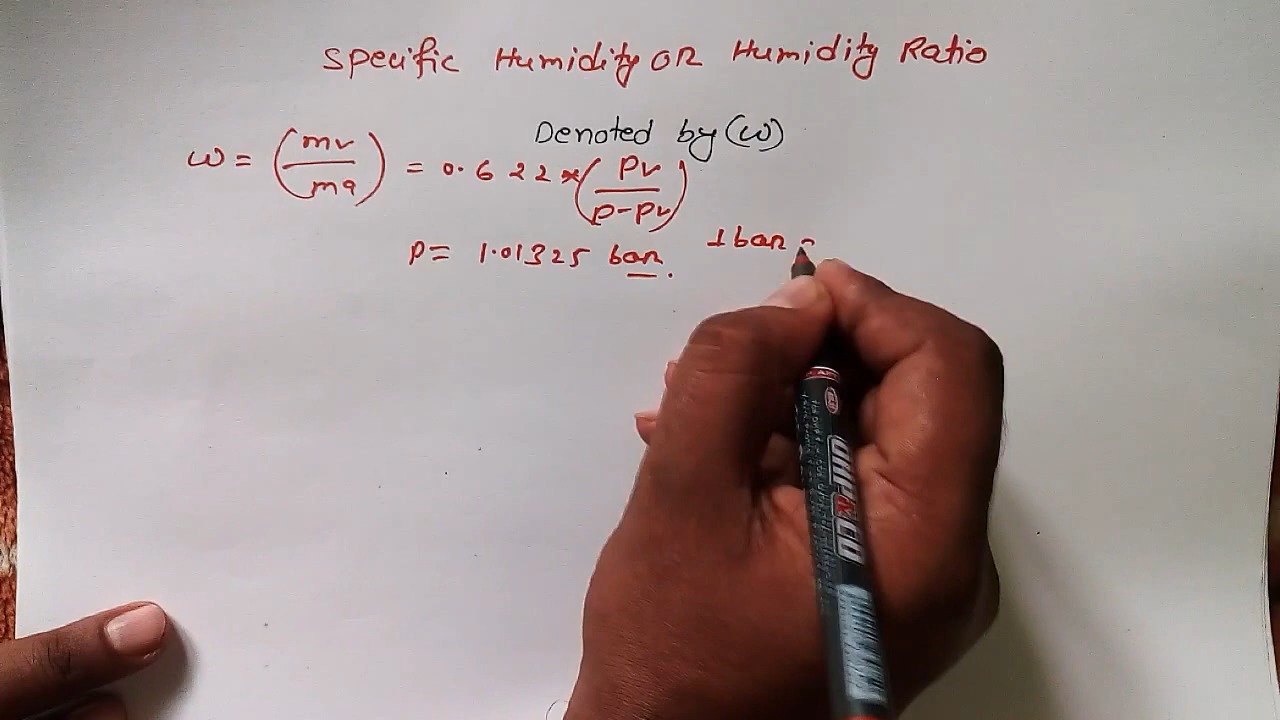 Specific Humidity OR Humidity Ratio
Denoted by (ω)
ω = (mv/ma) = 0.622 * (Pv/P-Pv)
P = 1.01325 bar.
1 bar =